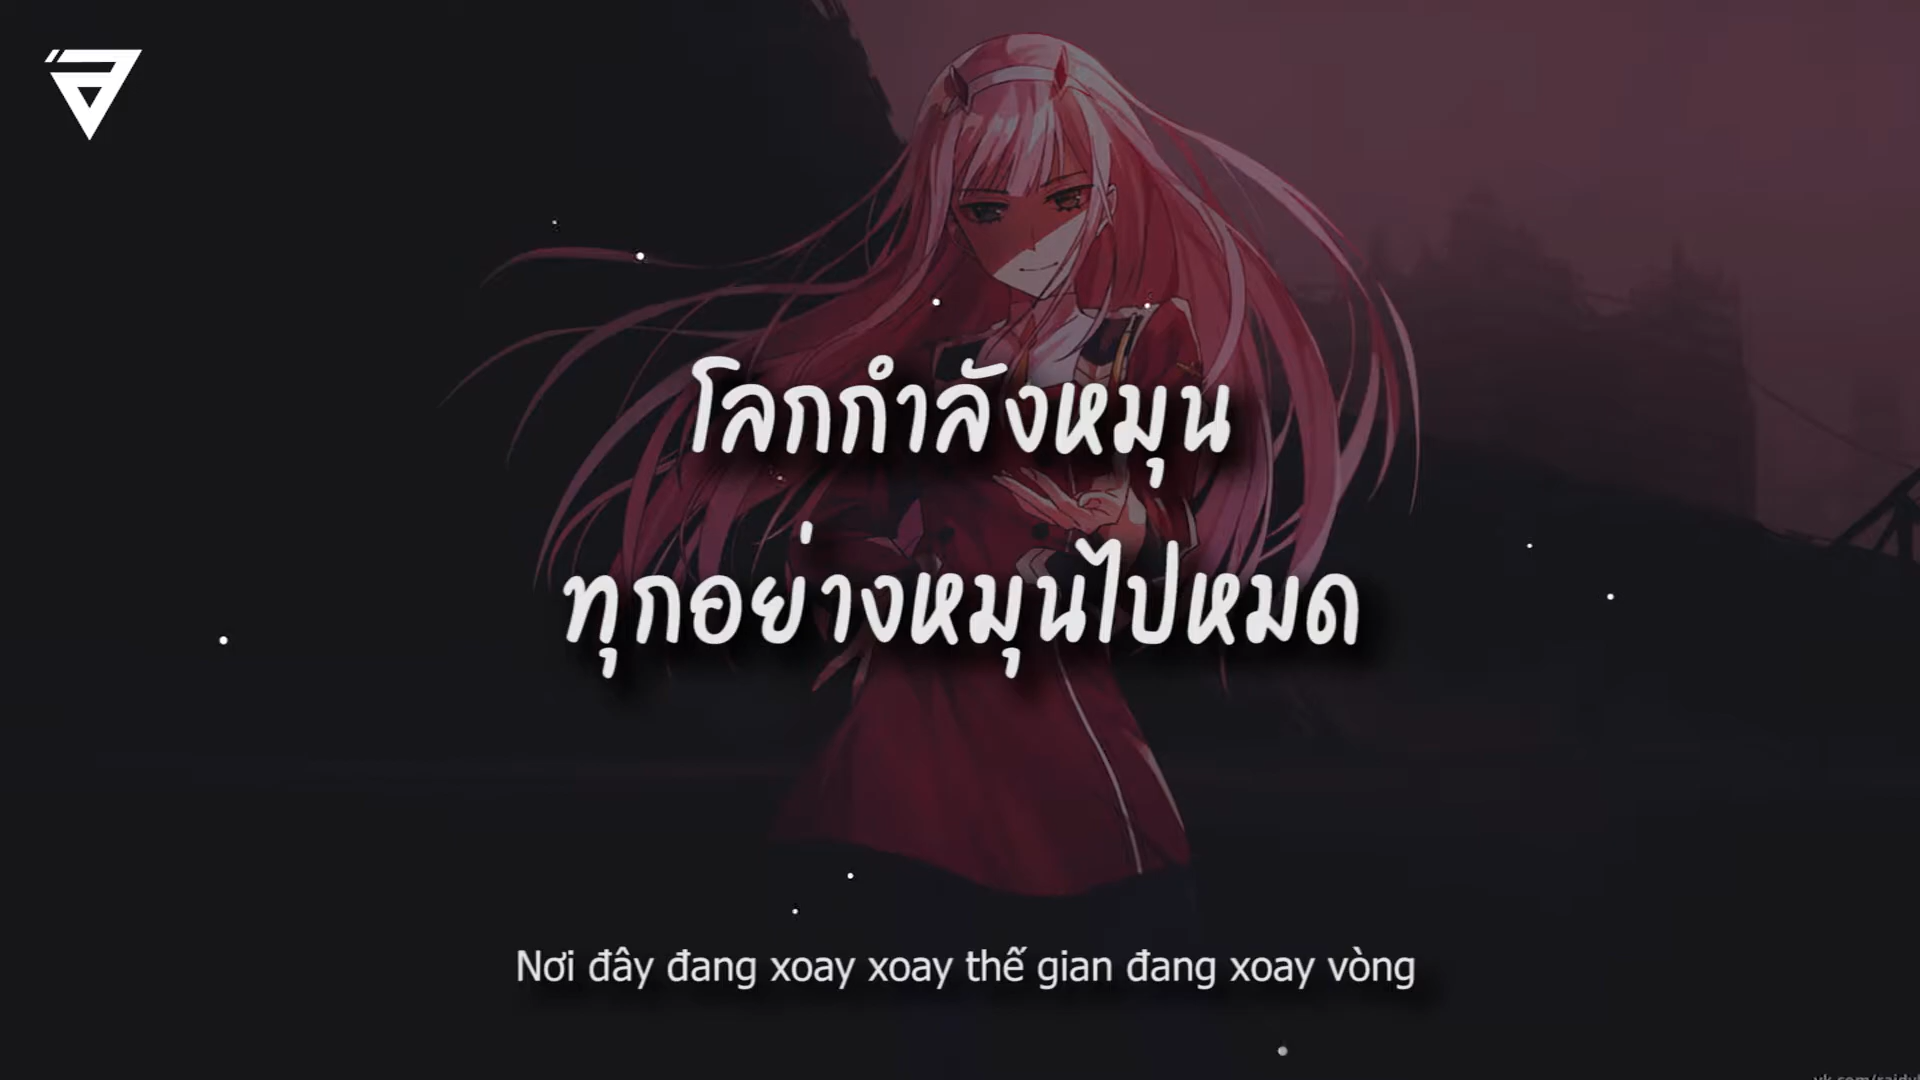 โลกกำลังหมุน
ทุกอย่างหมุนไปหมด
Nơi đây đang xoay xoay thế gian đang xoay vòng